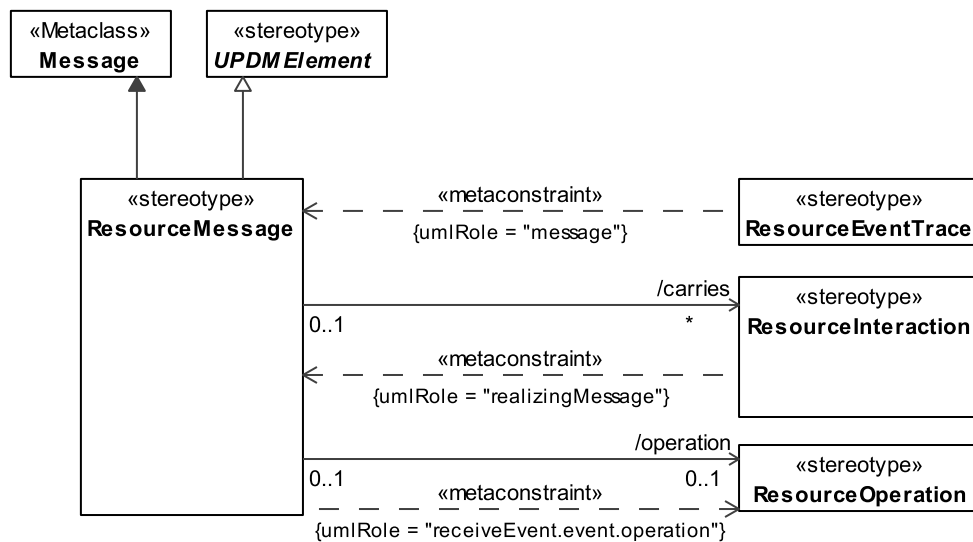 «Metaclass»
Message
«stereotype»
UPDMElement
«stereotype»
ResourceMessage
«metaconstraint»
{umlRole = "message"}
«stereotype»
ResourceEventTrace
/carries
0..1
*
«stereotype»
ResourceInteraction
«metaconstraint»
{umlRole = "realizingMessage"}
/operation
0..1
0..1
«stereotype»
ResourceOperation
«metaconstraint»
{umlRole = "receiveEvent.event.operation"}